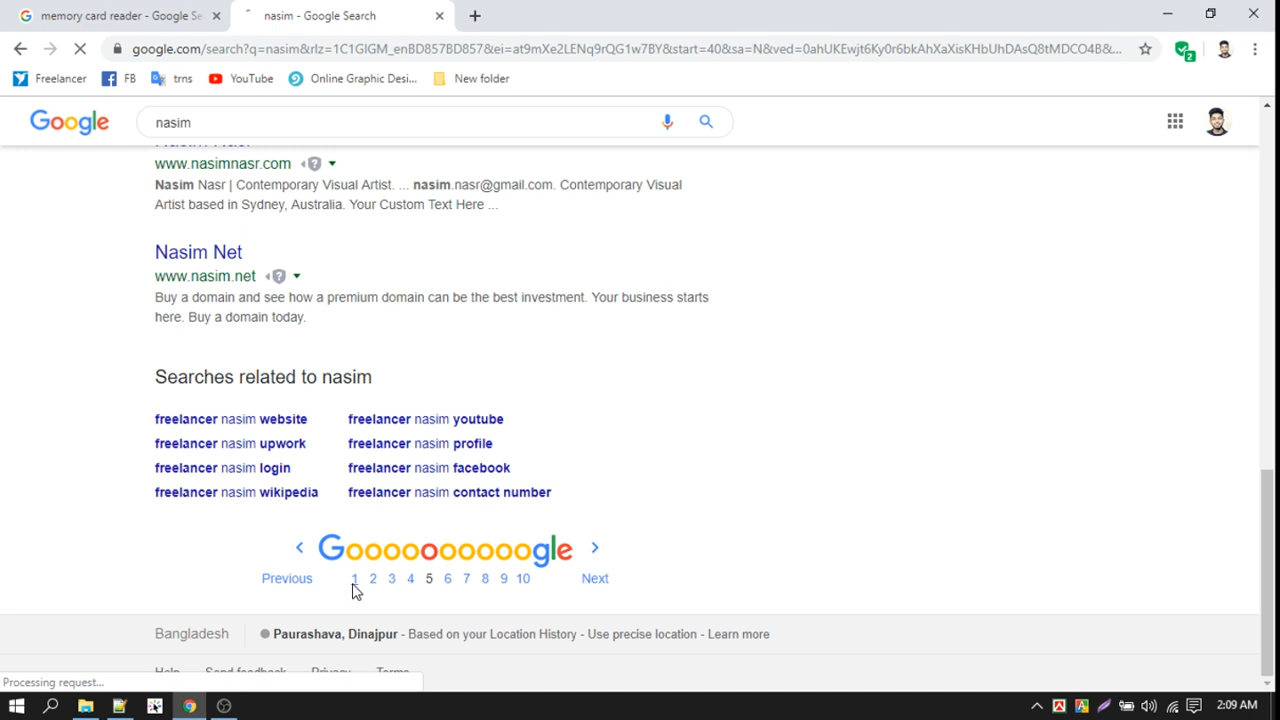 memory card reader - Google Se
nasim - Google Search
google.com/search?q=nasim&rlz=1C1GIGM_enBD857BD857&ei=at9mXe2LENq9rQG1w7BY&start=40&sa=N&ved=0ahUKEwjt6Ky0r6bkAhXaXisKHbUhDAsQ8tMDCO4B&...
2
Freelancer
FB
trns
YouTube
Online Graphic Desi...
New folder
Google
nasim
www.nasimnasr.com
Nasim Nasr | Contemporary Visual Artist. ... nasim.nasr@gmail.com. Contemporary Visual
Artist based in Sydney, Australia. Your Custom Text Here ...
Nasim Net
www.nasim.net
Buy a domain and see how a premium domain can be the best investment. Your business starts
here. Buy a domain today.
Searches related to nasim
freelancer nasim website
freelancer nasim youtube
freelancer nasim upwork
freelancer nasim profile
freelancer nasim login
freelancer nasim facebook
freelancer nasim wikipedia
freelancer nasim contact number
Goooooooooogle
Previous 1 2 3 4 5 6 7 8 9 10 Next
Bangladesh
Paurashava, Dinajpur - Based on your Location History - Use precise location - Learn more
Help Send feedback Privacy Terms
Processing request...
2:09 AM